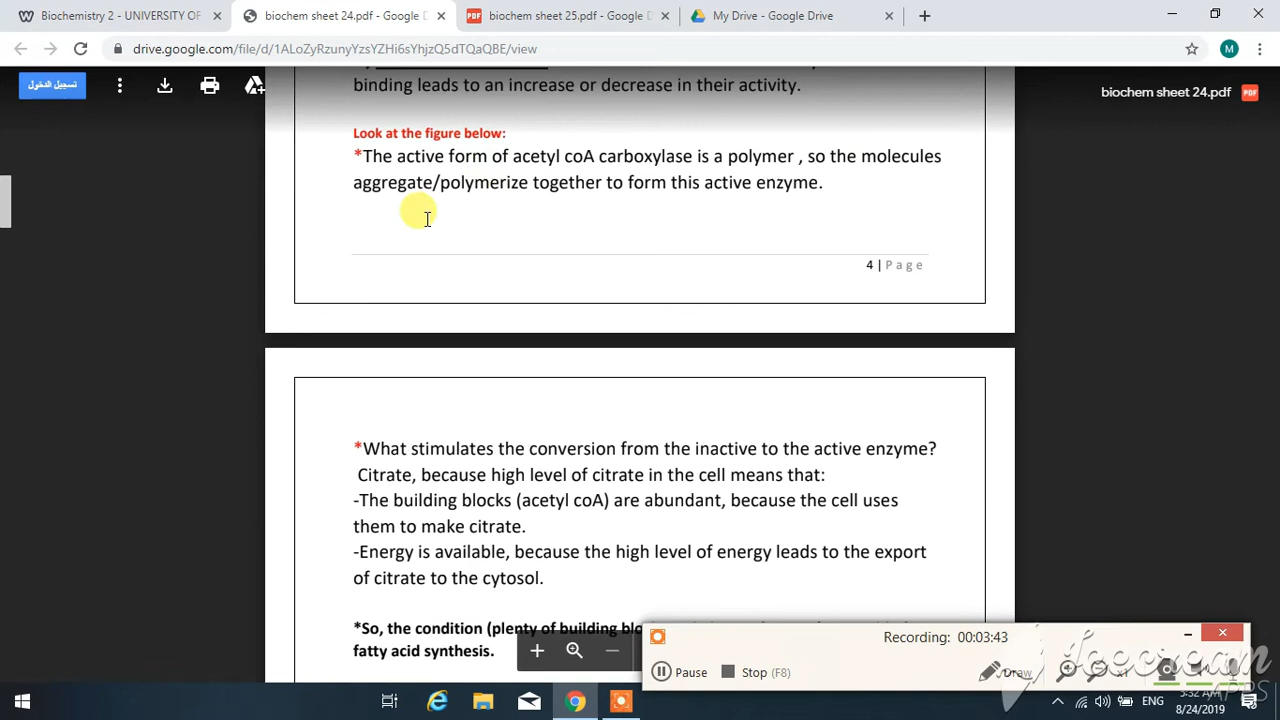 Biochemistry 2 - UNIVERSITY OF
biochem sheet 24.pdf - Google D
biochem sheet 25.pdf - Google D
My Drive - Google Drive
drive.google.com/file/d/1ALoZyRzunyYzsYZHi6sYhjzQ5dTQaQBE/view
M
تسجيل الدخول
biochem sheet 24.pdf
PDF
binding leads to an increase or decrease in their activity.
Look at the figure below:
*The active form of acetyl coA carboxylase is a polymer , so the molecules
aggregate/polymerize together to form this active enzyme.
4 | Page
*What stimulates the conversion from the inactive to the active enzyme?
Citrate, because high level of citrate in the cell means that:
-The building blocks (acetyl coA) are abundant, because the cell uses
them to make citrate.
-Energy is available, because the high level of energy leads to the export
of citrate to the cytosol.
*So, the condition (plenty of building
fatty acid synthesis.
Recording: 00:03:43
Pause
Stop (F8)
Draw
Icecream
APPS
ENG
3:32 AM
8/24/2019